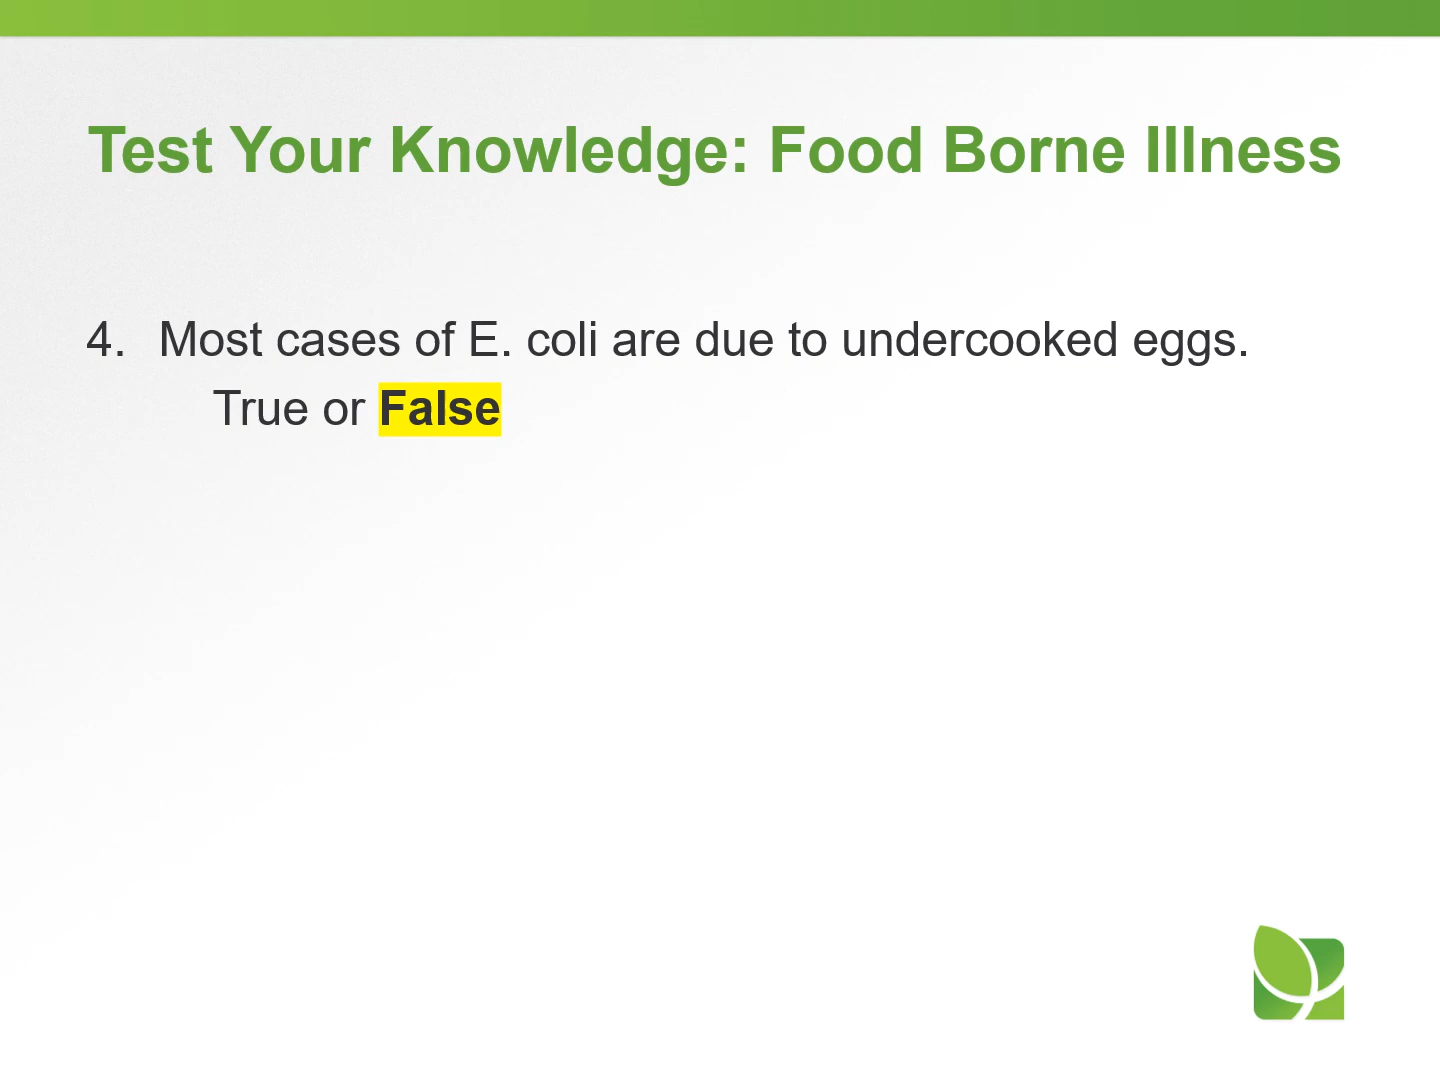 Test Your Knowledge: Food Borne Illness
4. Most cases of E. coli are due to undercooked eggs.
True or False